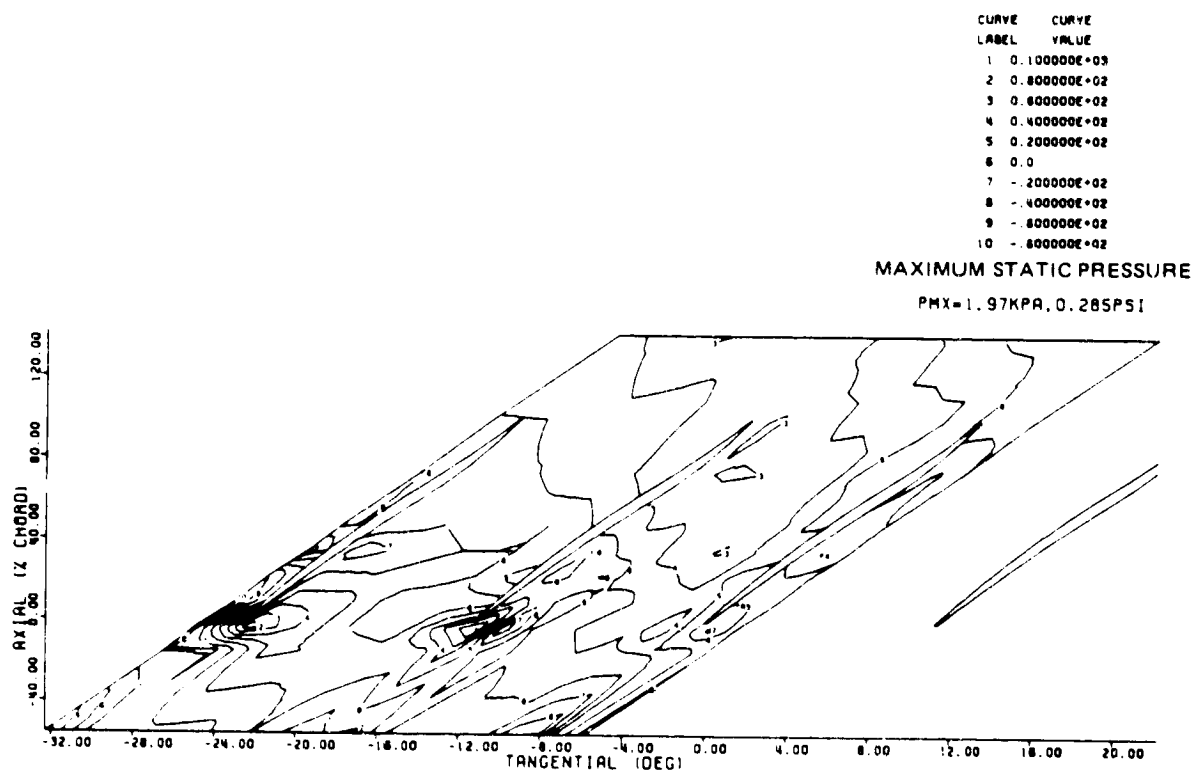 CURVE CURVE
LABEL VALUE
1 0.100000E+03
2 0.800000E+02
3 0.600000E+02
4 0.400000E+02
5 0.200000E+02
6 0.0
7 -.200000E+02
8 -.400000E+02
9 -.600000E+02
10 -.800000E+02
MAXIMUM STATIC PRESSURE
PMX=1.97KPA,0.285PSI
120.00
80.00
40.00
0.00
-40.00
AXIAL (% CHORD)
-32.00 -28.00 -24.00 -20.00 -16.00 -12.00 -8.00 -4.00 0.00 4.00 8.00 12.00 16.00 20.00
TANGENTIAL (DEG)